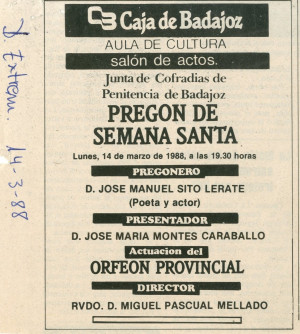 CB Caja de Badajoz
AULA DE CULTURA
salón de actos.
Junta de Cofradias de
Penitencia de Badajoz
PREGON DE
SEMANA SANTA
Lunes, 14 de marzo de 1988, a las 19.30 horas
PREGONERO
D. JOSE MANUEL SITO LERATE
(Poeta y actor)
PRESENTADOR
D. JOSE MARIA MONTES CARABALLO
Actuacion del
ORFEON PROVINCIAL
DIRECTOR
RVDO. D. MIGUEL PASCUAL MELLADO
14-3-88